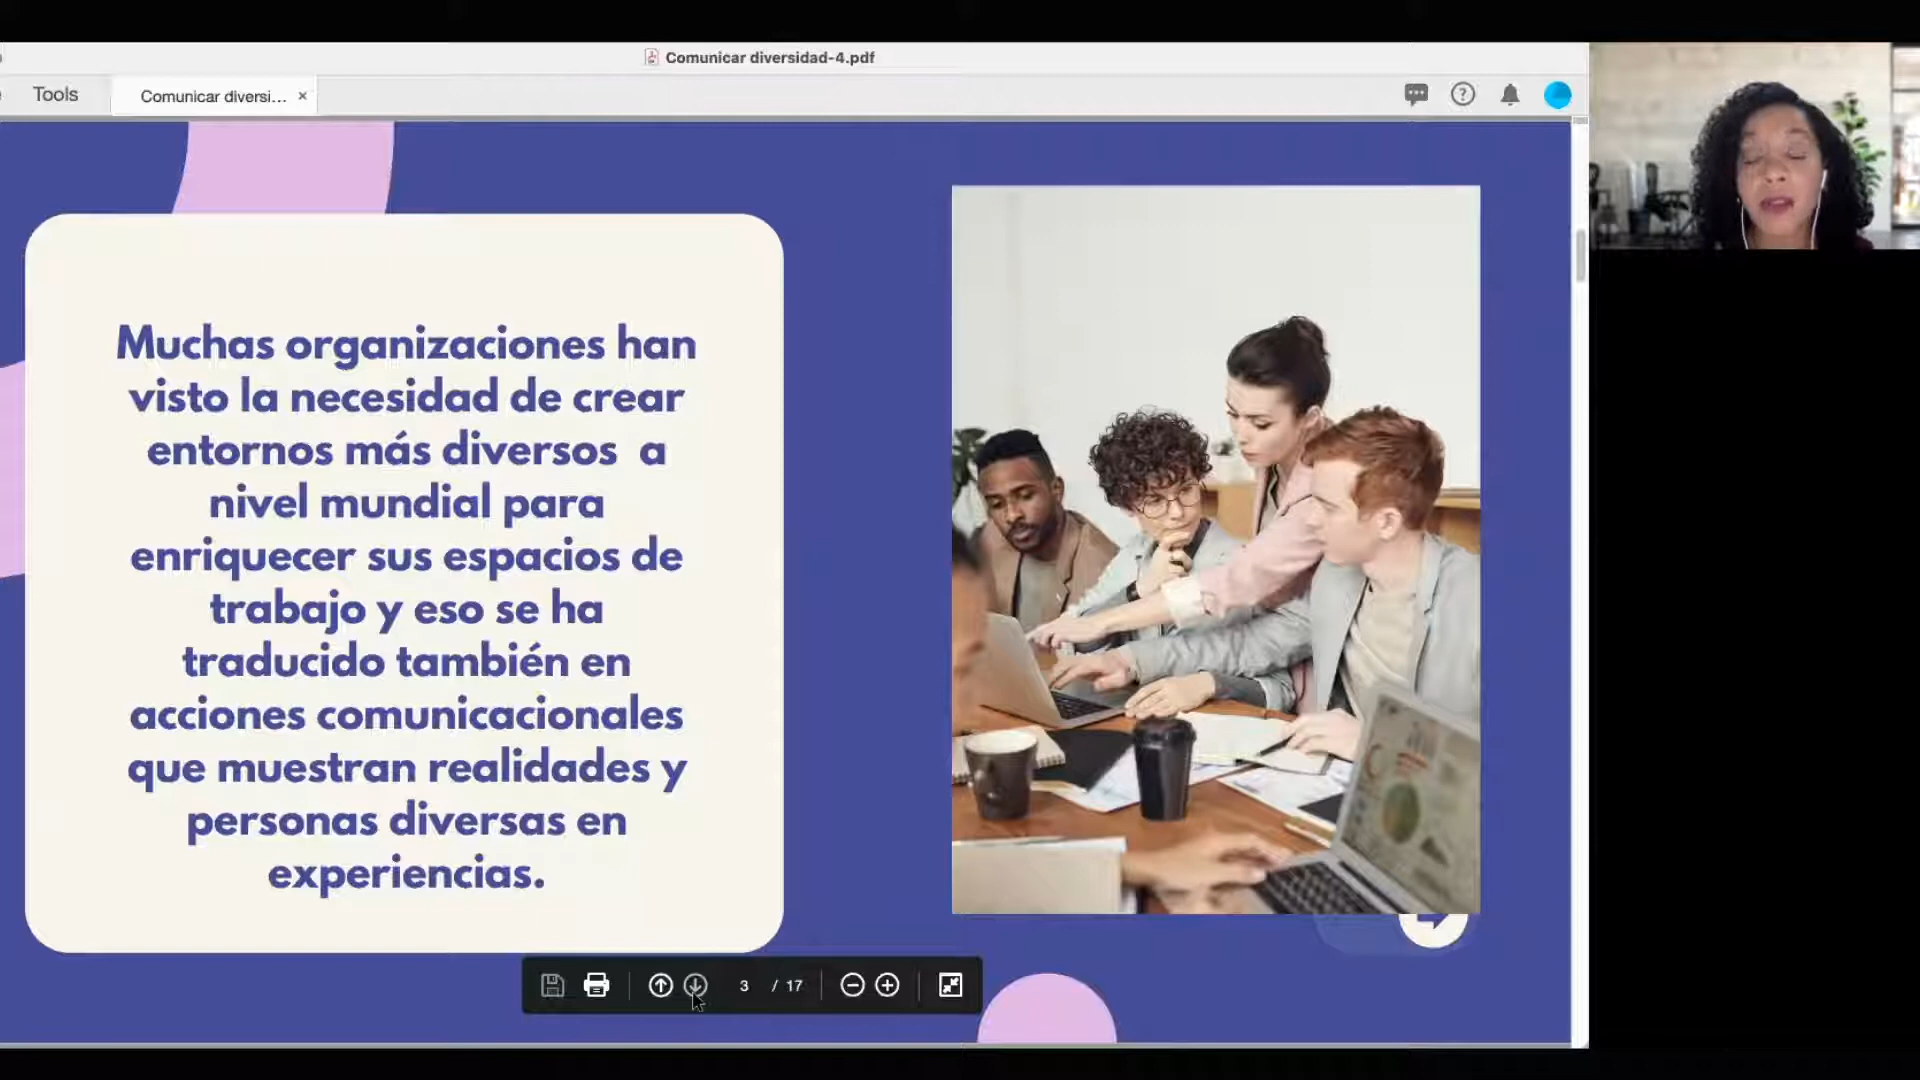 Comunicar diversidad-4.pdf
Tools
Comunicar diversi... ×
Muchas organizaciones han
visto la necesidad de crear
entornos más diversos a
nivel mundial para
enriquecer sus espacios de
trabajo y eso se ha
traducido también en
acciones comunicacionales
que muestran realidades y
personas diversas en
experiencias.
3 / 17